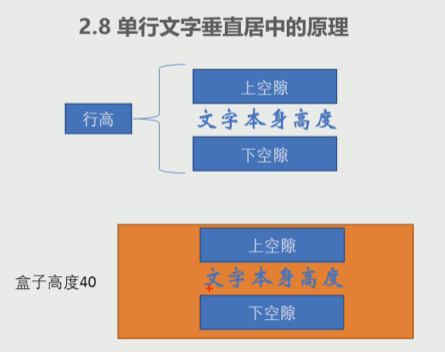 2.8 单行文字垂直居中的原理
上空隙
行高
文字本身高度
下空隙
上空隙
盒子高度40
文字本身高度
下空隙